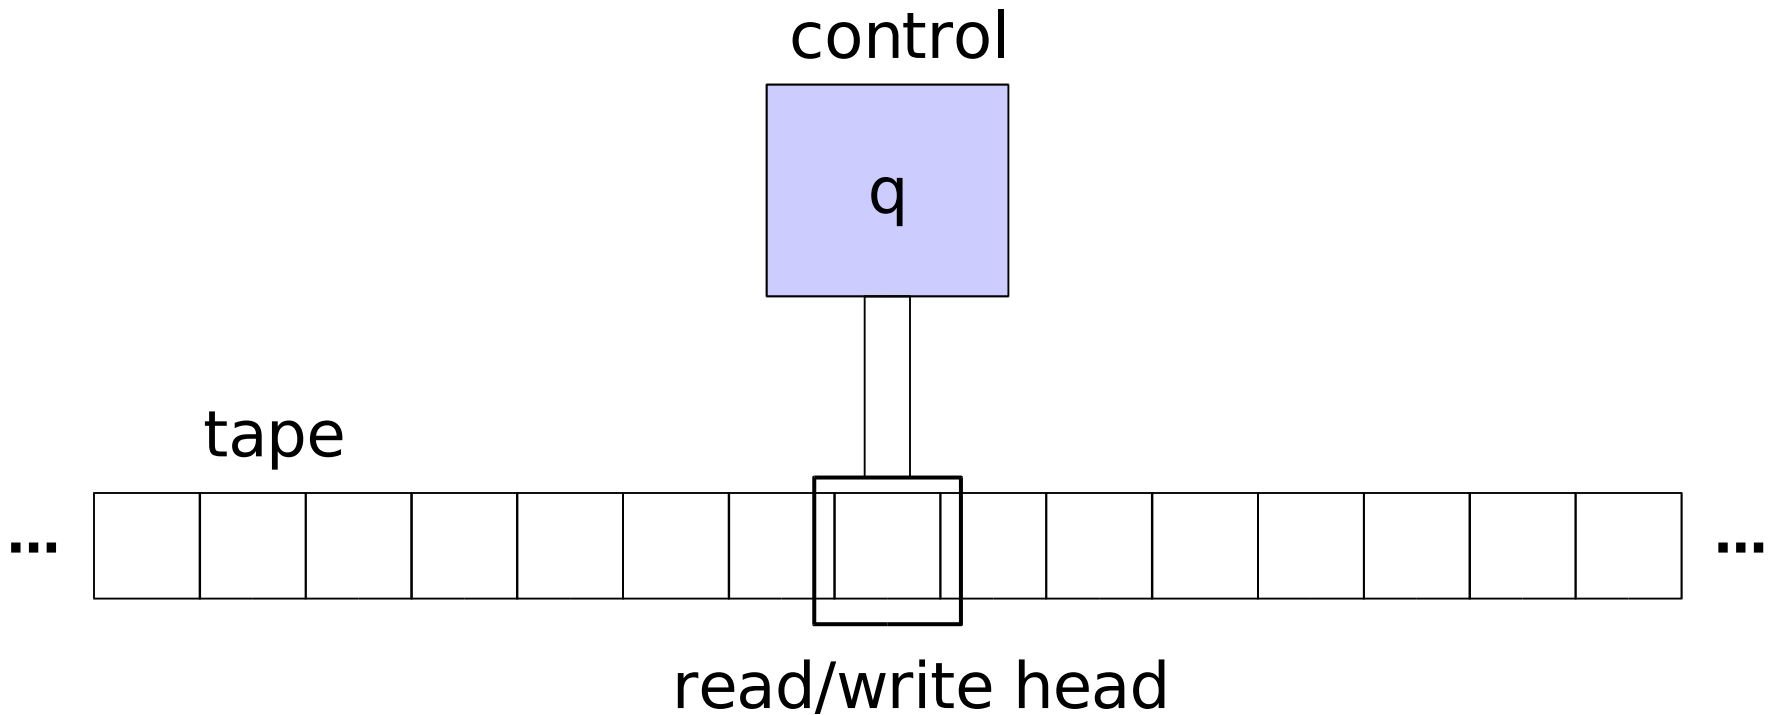 control
q
tape
... ...
read/write head